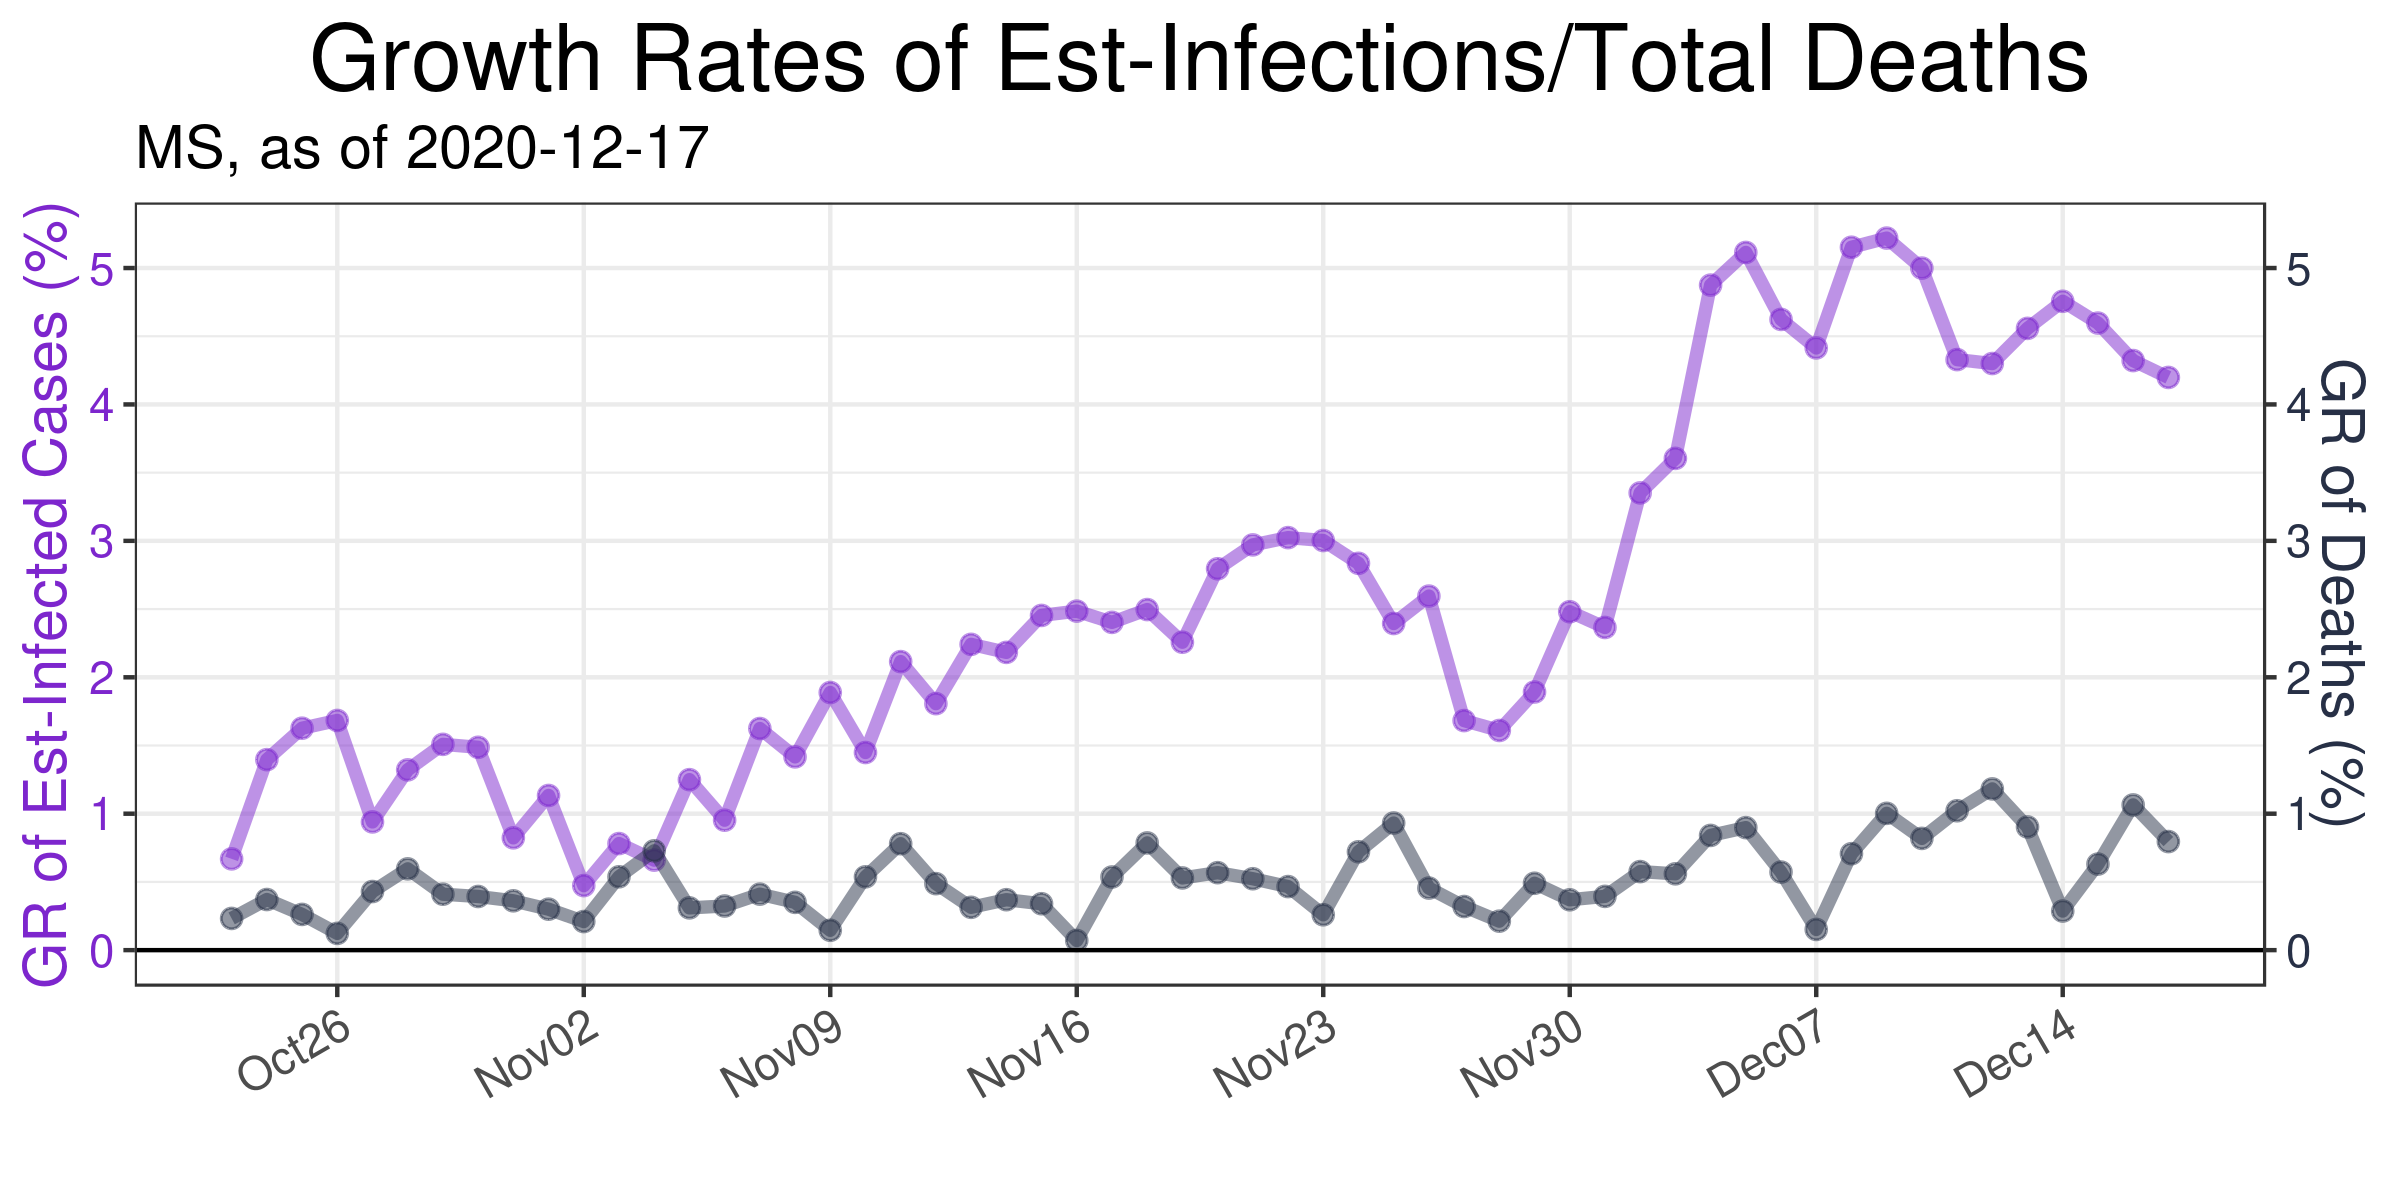 Growth Rates of Est-Infections/Total Deaths
MS, as of 2020-12-17
GR of Est-Infected Cases (%)
5
4
3
2
1
0
5
4
3
2
1
0
GR of Deaths (%)
Oct26
Nov02
Nov09
Nov16
Nov23
Nov30
Dec07
Dec14